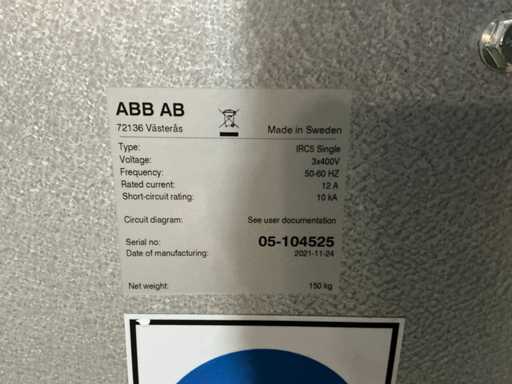 ABB AB
72136 Västerås Made in Sweden
Type: IRC5 Single
Voltage: 3x400V
Frequency: 50-60 HZ
Rated current: 12 A
Short-circuit rating: 10 kA
Circuit diagram: See user documentation
Serial no: 05-104525
Date of manufacturing: 2021-11-24
Net weight: 150 kg